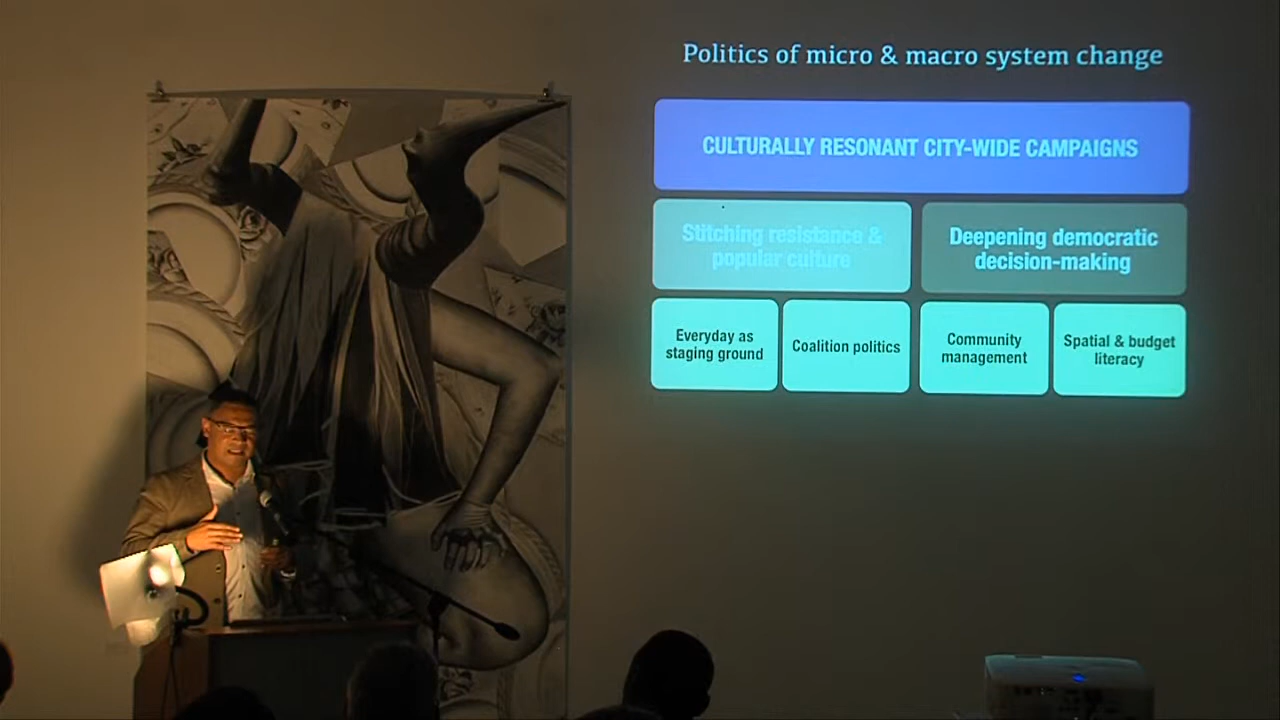 Politics of micro & macro system change
CULTURALLY RESONANT CITY-WIDE CAMPAIGNS
Stitching resistance &
popular culture
Deepening democratic
decision-making
Everyday as
staging ground
Coalition politics
Community
management
Spatial & budget
literacy